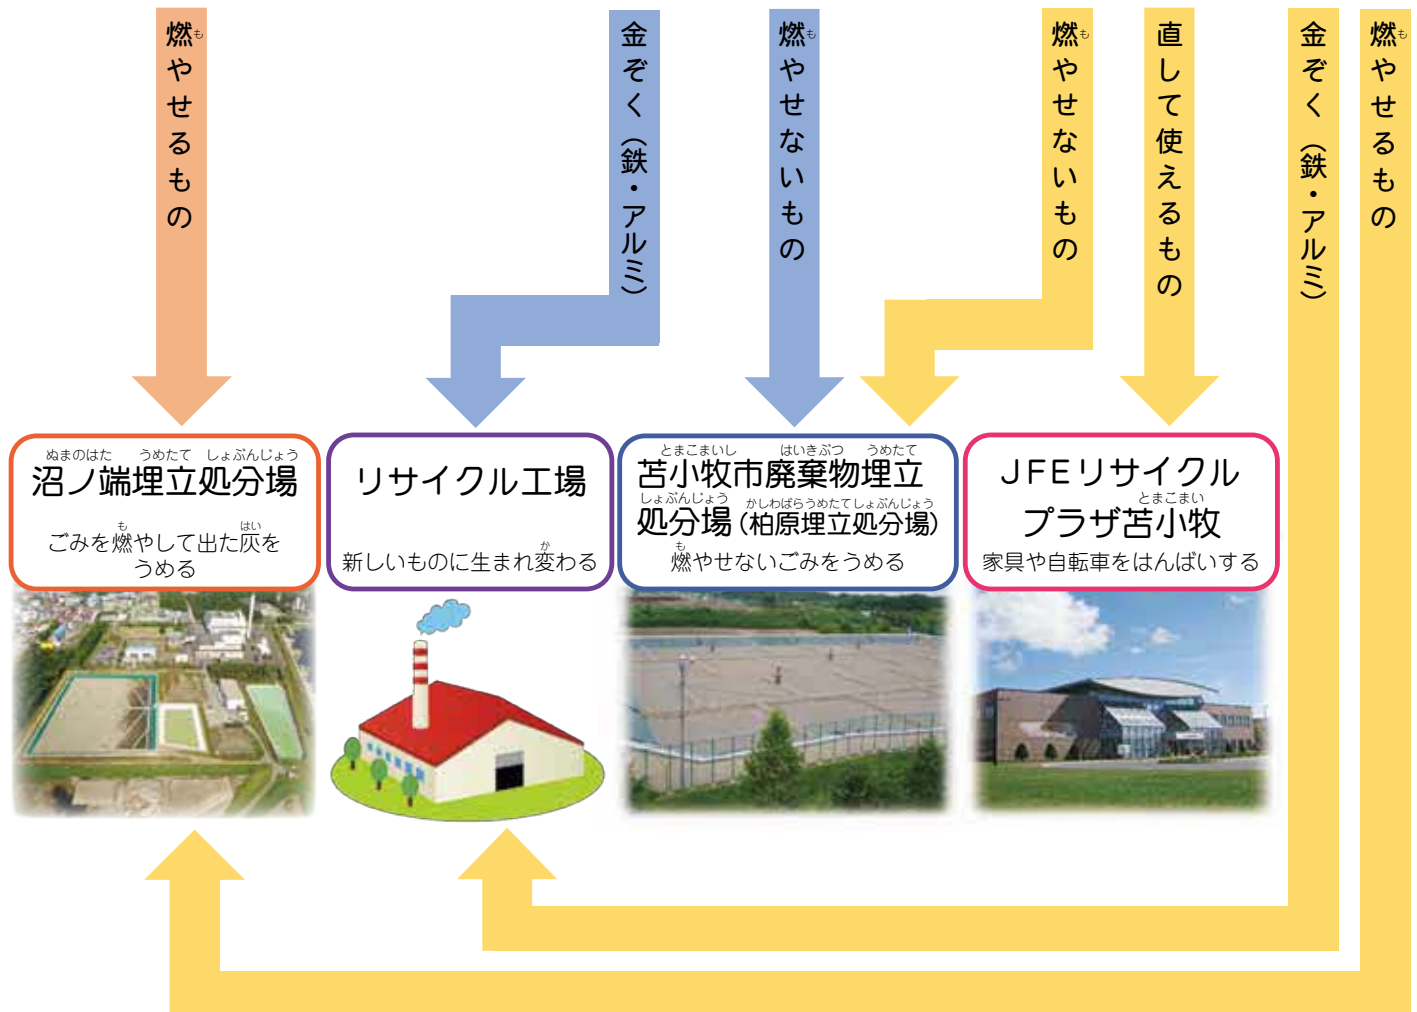 燃やせるもの
金ぞく（鉄・アルミ）
燃やせないもの
燃やせないもの
直して使えるもの
金ぞく（鉄・アルミ）
燃やせるもの
も
も
も
も
ぬまのはた うめたて しょぶんじょう
沼ノ端埋立処分場
も はい
ごみを燃やして出た灰を
うめる
リサイクル工場
か
新しいものに生まれ変わる
とまこまいし はいきぶつ うめたて
苫小牧市廃棄物埋立
しょぶんじょう かしわばらうめたてしょぶんじょう
処分場（柏原埋立処分場）
も
燃やせないごみをうめる
JFEリサイクル
とまこまい
プラザ苫小牧
家具や自転車をはんばいする